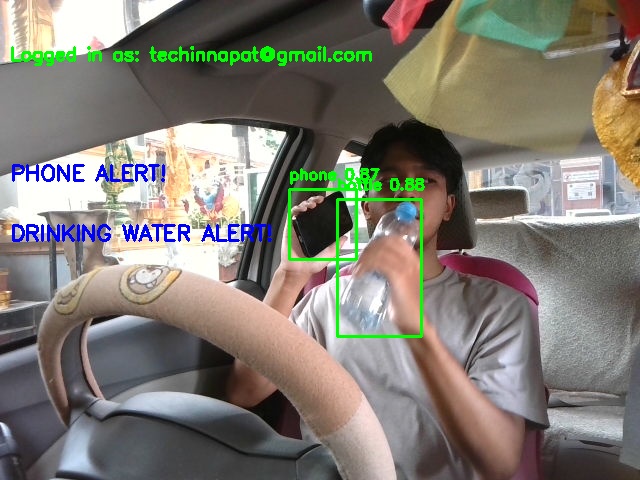 Logged in as: techinnapat@gmail.com
PHONE ALERT!
phone 0.87
bottle 0.88
DRINKING WATER ALERT!